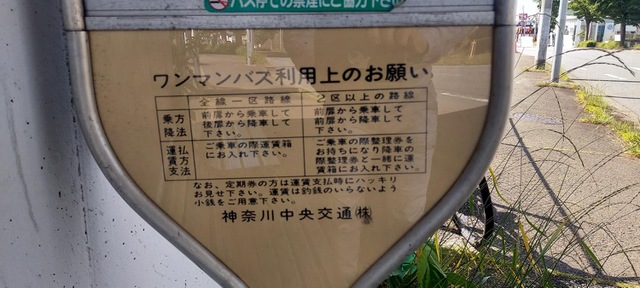 バス停での禁煙にご協力下さい
ワンマンバス利用上のお願い
全線一区路線 2区以上の路線
乗方降法
前扉から乗車して
後扉から降車して
下さい。
前扉から乗車して
前扉から降車して
下さい。
運払賃方支法
ご乗車の際運賃箱
にお入れ下さい。
ご乗車の際整理券を
お持ちになり降車の
際整理券と一緒に運
賃箱にお入れ下さい。
なお、定期券の方は運賃支払時にハッキリ
お見せ下さい。運賃は釣銭のいらないよう
小銭をご用意下さい。
神奈川中央交通㈱